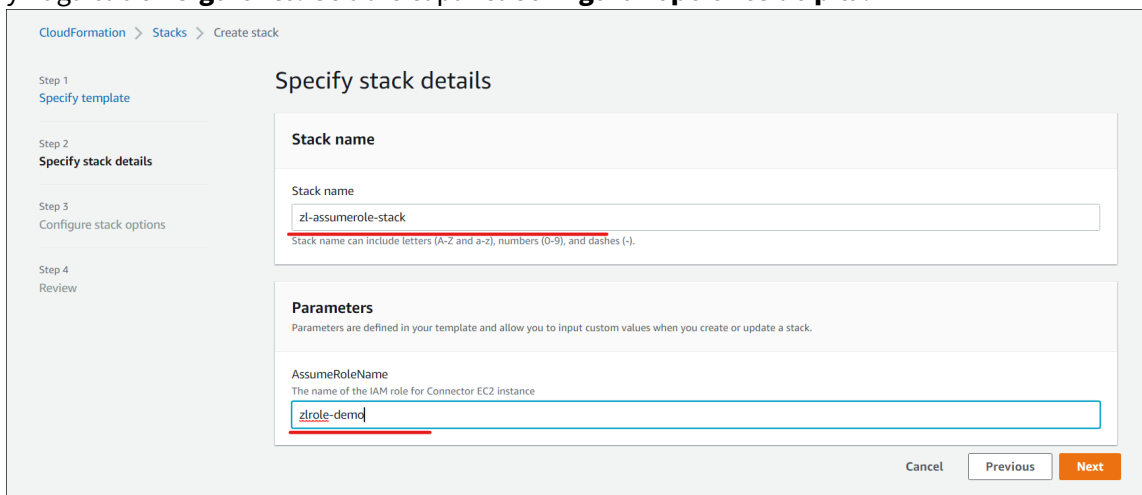 CloudFormation > Stacks > Create stack
Step 1
Specify template
Step 2
Specify stack details
Step 3
Configure stack options
Step 4
Review
Specify stack details
Stack name
Stack name
zl-assumerole-stack
Stack name can include letters (A-Z and a-z), numbers (0-9), and dashes (-).
Parameters
Parameters are defined in your template and allow you to input custom values when you create or update a stack.
AssumeRoleName
The name of the IAM role for Connector EC2 instance
zlrole-demo
Cancel Previous Next